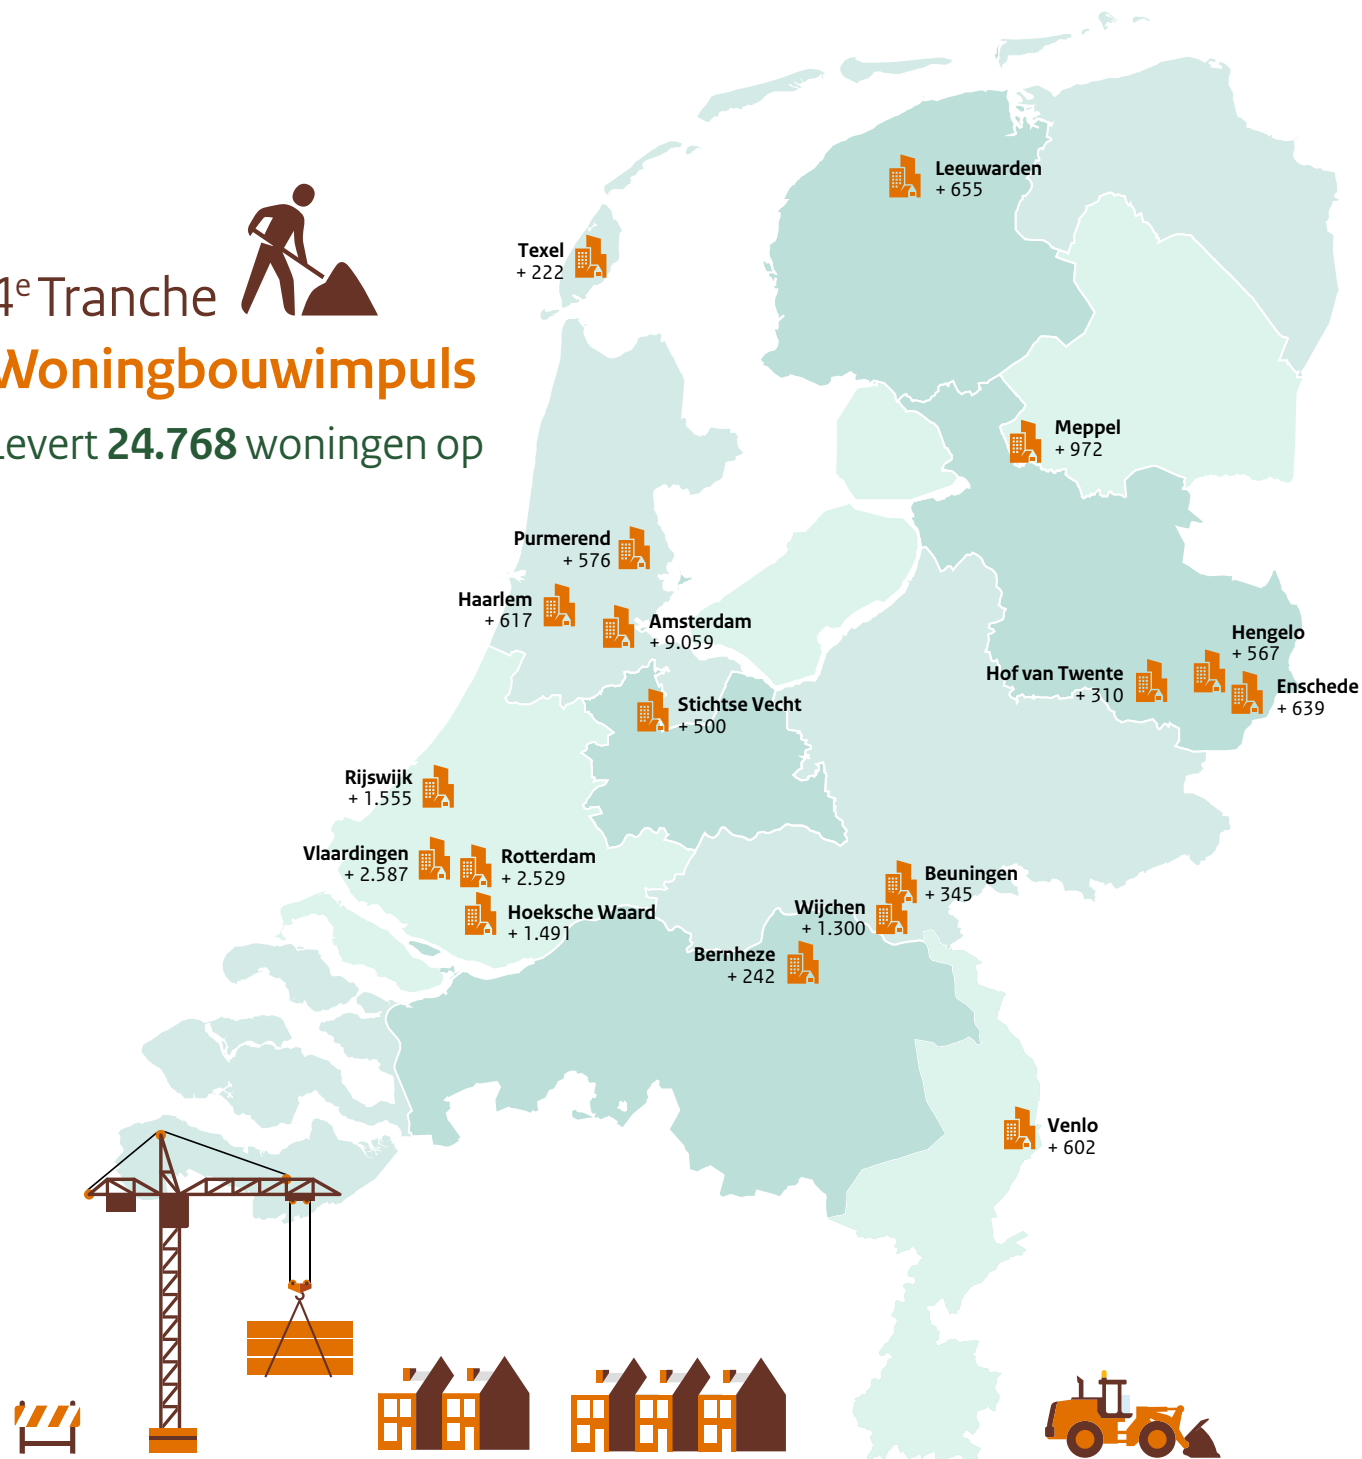 4e Tranche
Woningbouwimpuls
Levert 24.768 woningen op
Leeuwarden
+ 655
Texel
+ 222
Meppel
+ 972
Purmerend
+ 576
Haarlem
+ 617
Amsterdam
+ 9.059
Hengelo
+ 567
Hof van Twente
+ 310
Enschede
+ 639
Stichtse Vecht
+ 500
Rijswijk
+ 1.555
Vlaardingen
+ 2.587
Rotterdam
+ 2.529
Hoeksche Waard
+ 1.491
Beuningen
+ 345
Wijchen
+ 1.300
Bernheze
+ 242
Venlo
+ 602